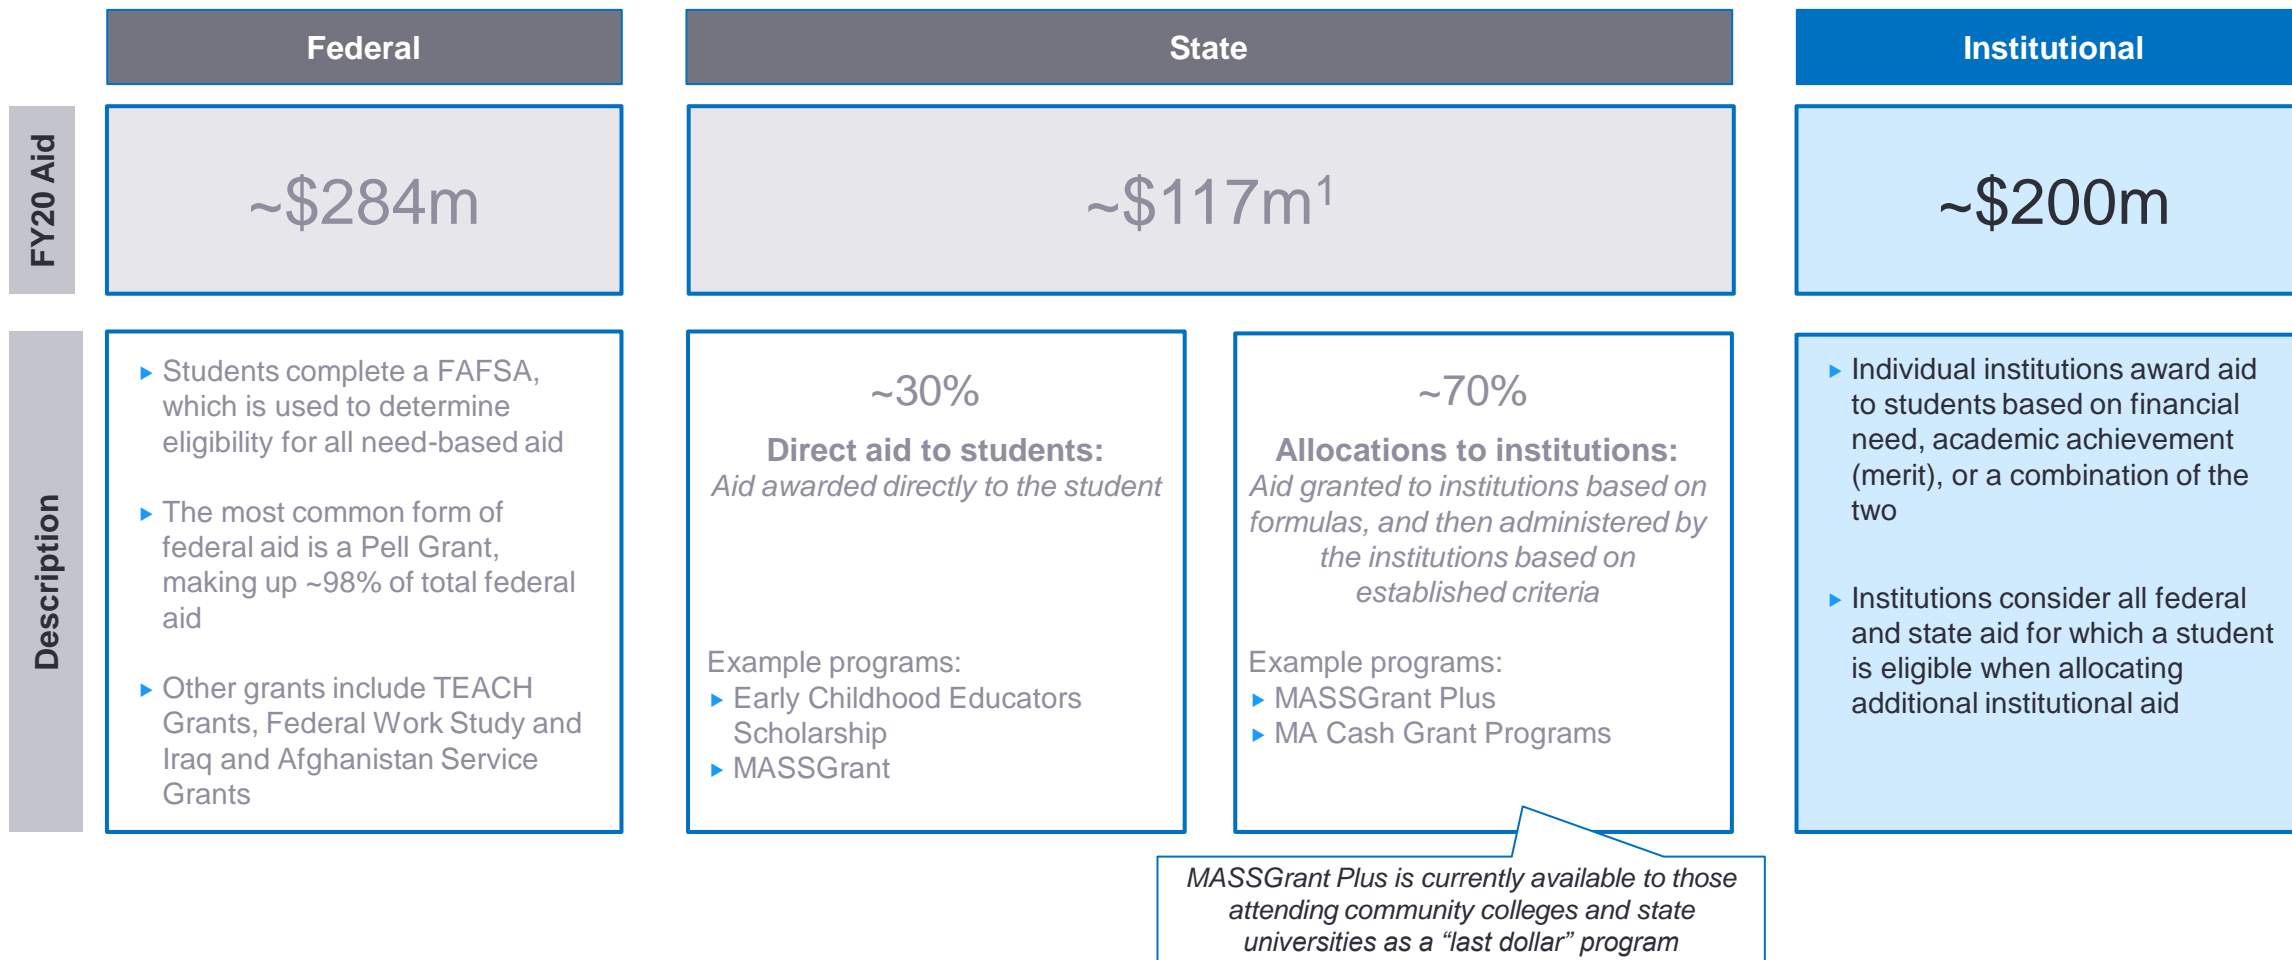 Federal
State
Institutional
FY20 Aid
~$284m
~$117m¹
~$200m
Description
▸ Students complete a FAFSA,
which is used to determine
eligibility for all need-based aid
▸ The most common form of
federal aid is a Pell Grant,
making up ~98% of total federal
aid
▸ Other grants include TEACH
Grants, Federal Work Study and
Iraq and Afghanistan Service
Grants
~30%
Direct aid to students:
Aid awarded directly to the student
Example programs:
▸ Early Childhood Educators
Scholarship
▸ MASSGrant
~70%
Allocations to institutions:
Aid granted to institutions based on
formulas, and then administered by
the institutions based on
established criteria
Example programs:
▸ MASSGrant Plus
▸ MA Cash Grant Programs
MASSGrant Plus is currently available to those
attending community colleges and state
universities as a “last dollar” program
▸ Individual institutions award aid
to students based on financial
need, academic achievement
(merit), or a combination of the
two
▸ Institutions consider all federal
and state aid for which a student
is eligible when allocating
additional institutional aid